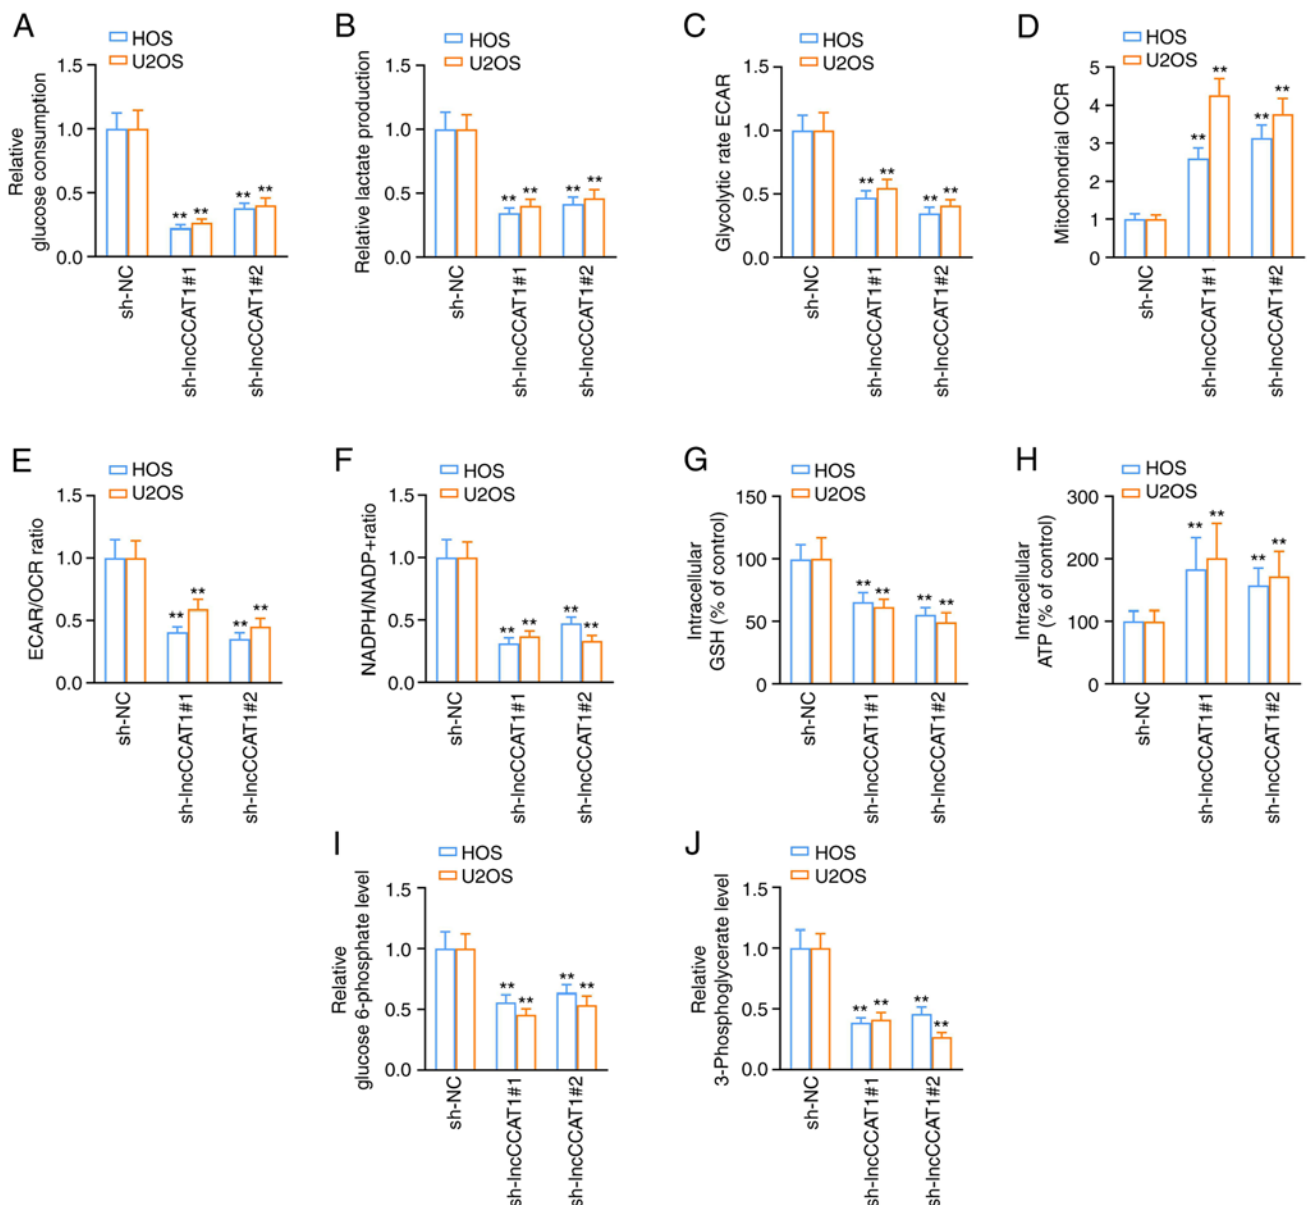 A
HOS
U2OS
Relative
glucose consumption
1.5
1.0
0.5
0.0
** ** ** **
sh-NC
sh-lncCCAT1#1
sh-lncCCAT1#2
B
HOS
U2OS
Relative lactate production
1.5
1.0
0.5
0.0
** ** ** **
sh-NC
sh-lncCCAT1#1
sh-lncCCAT1#2
C
HOS
U2OS
Glycolytic rate ECAR
1.5
1.0
0.5
0.0
** ** ** **
sh-NC
sh-lncCCAT1#1
sh-lncCCAT1#2
D
HOS
U2OS
Mitochondrial OCR
5
4
3
2
1
0
** ** ** **
sh-NC
sh-lncCCAT1#1
sh-lncCCAT1#2
E
HOS
U2OS
ECAR/OCR ratio
1.5
1.0
0.5
0.0
** ** ** **
sh-NC
sh-lncCCAT1#1
sh-lncCCAT1#2
F
HOS
U2OS
NADPH/NADP+ratio
1.5
1.0
0.5
0.0
** ** ** **
sh-NC
sh-lncCCAT1#1
sh-lncCCAT1#2
G
HOS
U2OS
Intracellular
GSH (% of control)
150
100
50
0
** ** ** **
sh-NC
sh-lncCCAT1#1
sh-lncCCAT1#2
H
HOS
U2OS
Intracellular
ATP (% of control)
300
200
100
0
** ** ** **
sh-NC
sh-lncCCAT1#1
sh-lncCCAT1#2
I
HOS
U2OS
Relative
glucose 6-phosphate level
1.5
1.0
0.5
0.0
** ** ** **
sh-NC
sh-lncCCAT1#1
sh-lncCCAT1#2
J
HOS
U2OS
Relative
3-Phosphoglycerate level
1.5
1.0
0.5
0.0
** ** ** **
sh-NC
sh-lncCCAT1#1
sh-lncCCAT1#2